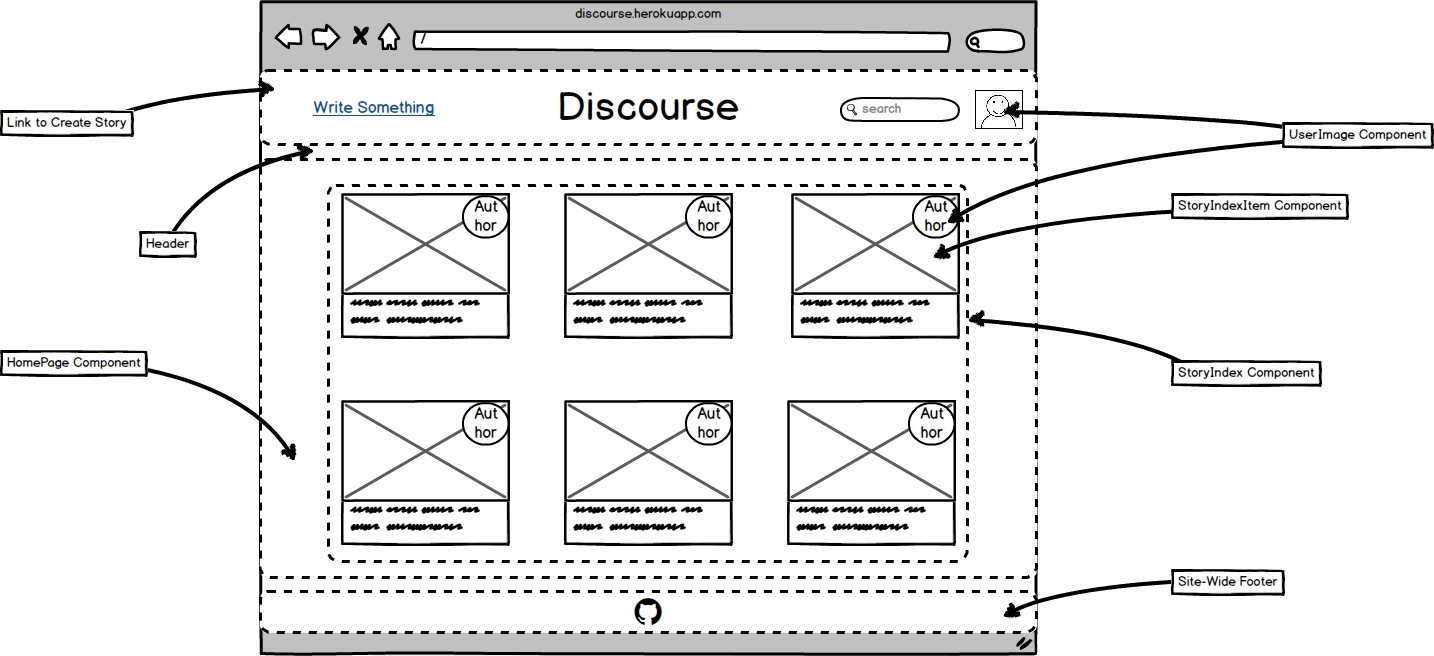 discourse.herokuapp.com
/
Write Something
Discourse
search
Link to Create Story
UserImage Component
Header
StoryIndexItem Component
Aut
hor
Aut
hor
Aut
hor
HomePage Component
StoryIndex Component
Aut
hor
Aut
hor
Aut
hor
Site-Wide Footer